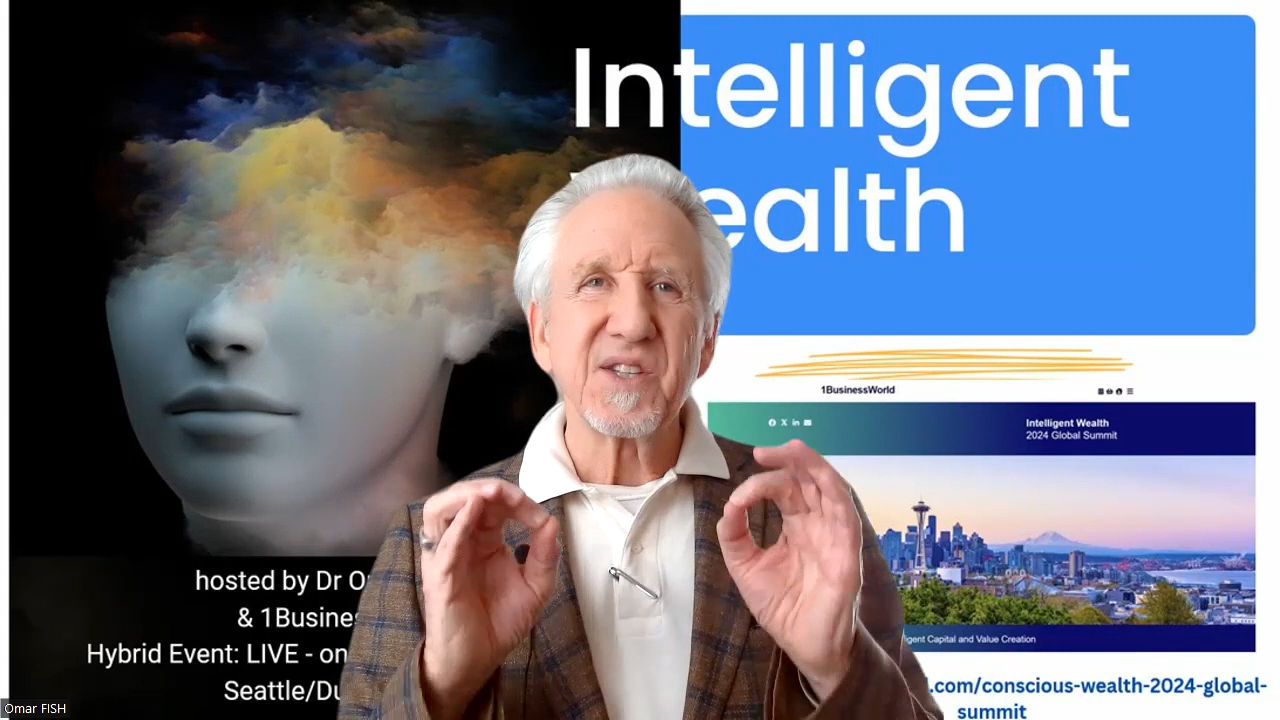 Intelligent
ealth
hosted by Dr O
& 1Busines
Hybrid Event: LIVE - on
Seattle/Du
1BusinessWorld
Intelligent Wealth
2024 Global Summit
ligent Capital and Value Creation
.com/conscious-wealth-2024-global-
summit
Omar FISH